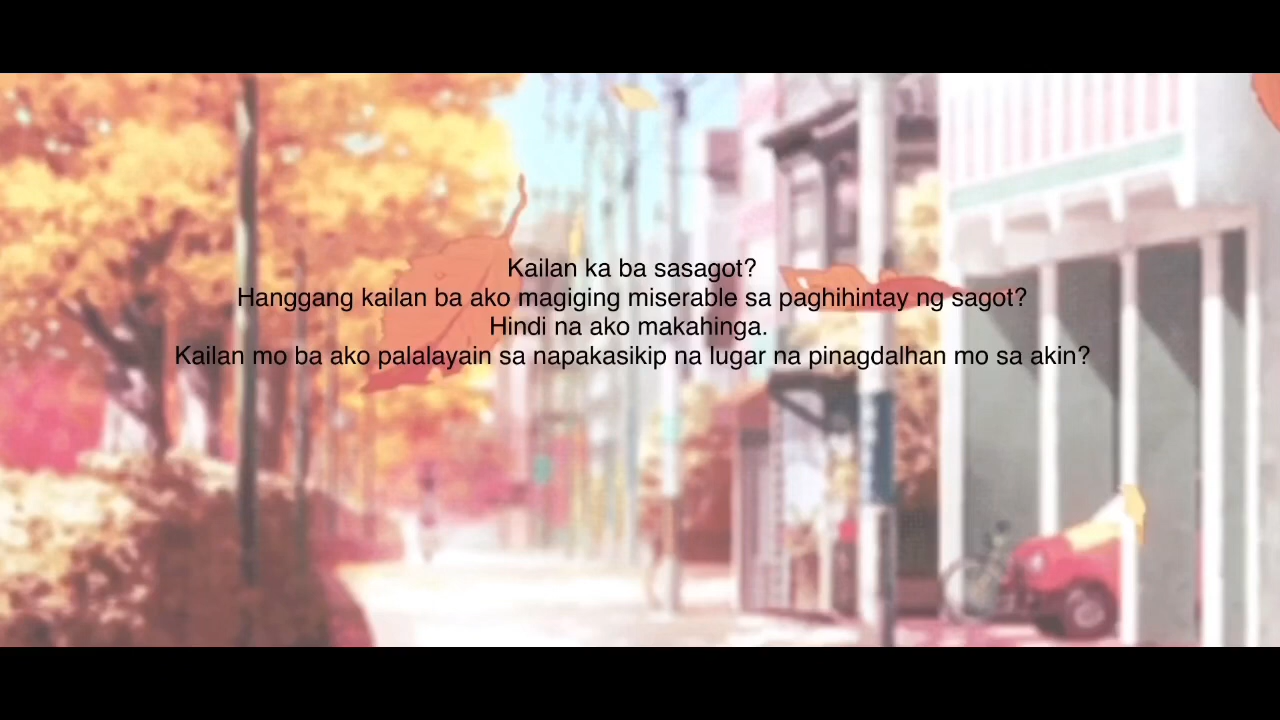 Kailan ka ba sasagot?
Hanggang kailan ba ako magiging miserable sa paghihintay ng sagot?
Hindi na ako makahinga.
Kailan mo ba ako palalayain sa napakasikip na lugar na pinagdalhan mo sa akin?